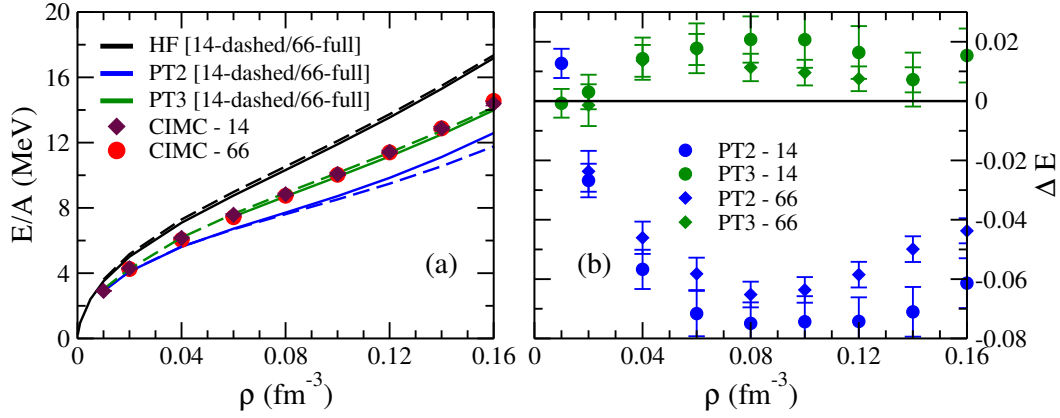 20
16
12
8
4
0
E/A (MeV)
HF [14-dashed/66-full]
PT2 [14-dashed/66-full]
PT3 [14-dashed/66-full]
CIMC - 14
CIMC - 66
(a)
0 0.04 0.08 0.12 0.16
ρ (fm⁻³)
(b)
PT2 - 14
PT3 - 14
PT2 - 66
PT3 - 66
0.02
0
-0.02
-0.04
-0.06
-0.08
Δ E
0.04 0.08 0.12 0.16
ρ (fm⁻³)